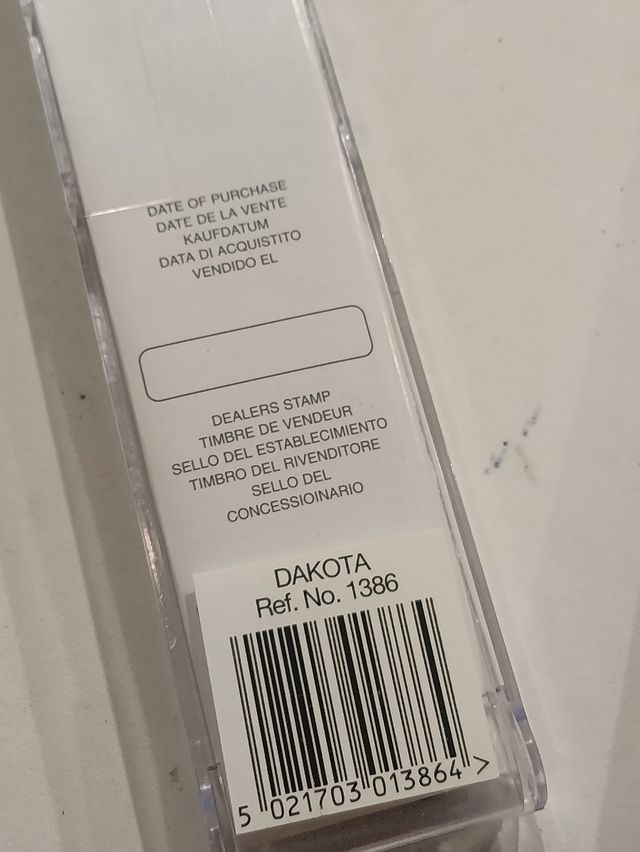 DATE OF PURCHASE
DATE DE LA VENTE
KAUFDATUM
DATA DI ACQUISTITO
VENDIDO EL
DEALERS STAMP
TIMBRE DE VENDEUR
SELLO DEL ESTABLECIMIENTO
TIMBRO DEL RIVENDITORE
SELLO DEL
CONCESSIOINARIO
DAKOTA
Ref. No. 1386
5 021703 013864 >